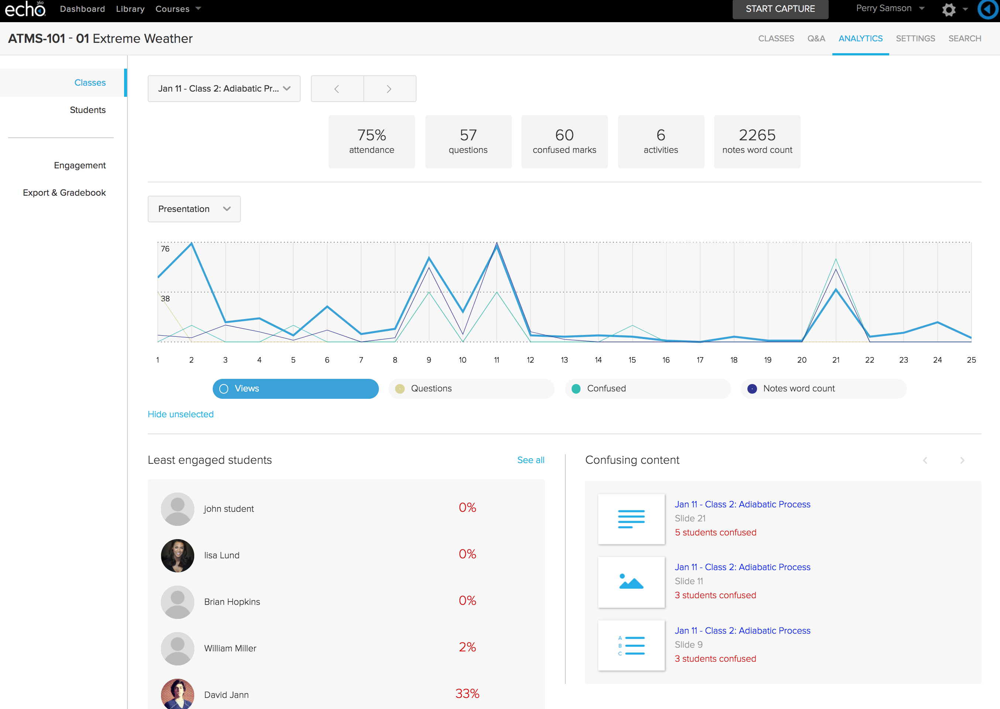 echo360 Dashboard Library Courses START CAPTURE Perry Samson
ATMS-101 - 01 Extreme Weather CLASSES Q&A ANALYTICS SETTINGS SEARCH
Classes
Students
Engagement
Export & Gradebook
Jan 11 - Class 2: Adiabatic Pr...
75% 57 60 6 2265
attendance questions confused marks activities notes word count
Presentation
76
38
1 2 3 4 5 6 7 8 9 10 11 12 13 14 15 16 17 18 19 20 21 22 23 24 25
Views Questions Confused Notes word count
Hide unselected
Least engaged students See all
john student 0%
lisa Lund 0%
Brian Hopkins 0%
William Miller 2%
David Jann 33%
Confusing content
Jan 11 - Class 2: Adiabatic Process
Slide 21
5 students confused
Jan 11 - Class 2: Adiabatic Process
Slide 11
3 students confused
A
B
C
Jan 11 - Class 2: Adiabatic Process
Slide 9
3 students confused